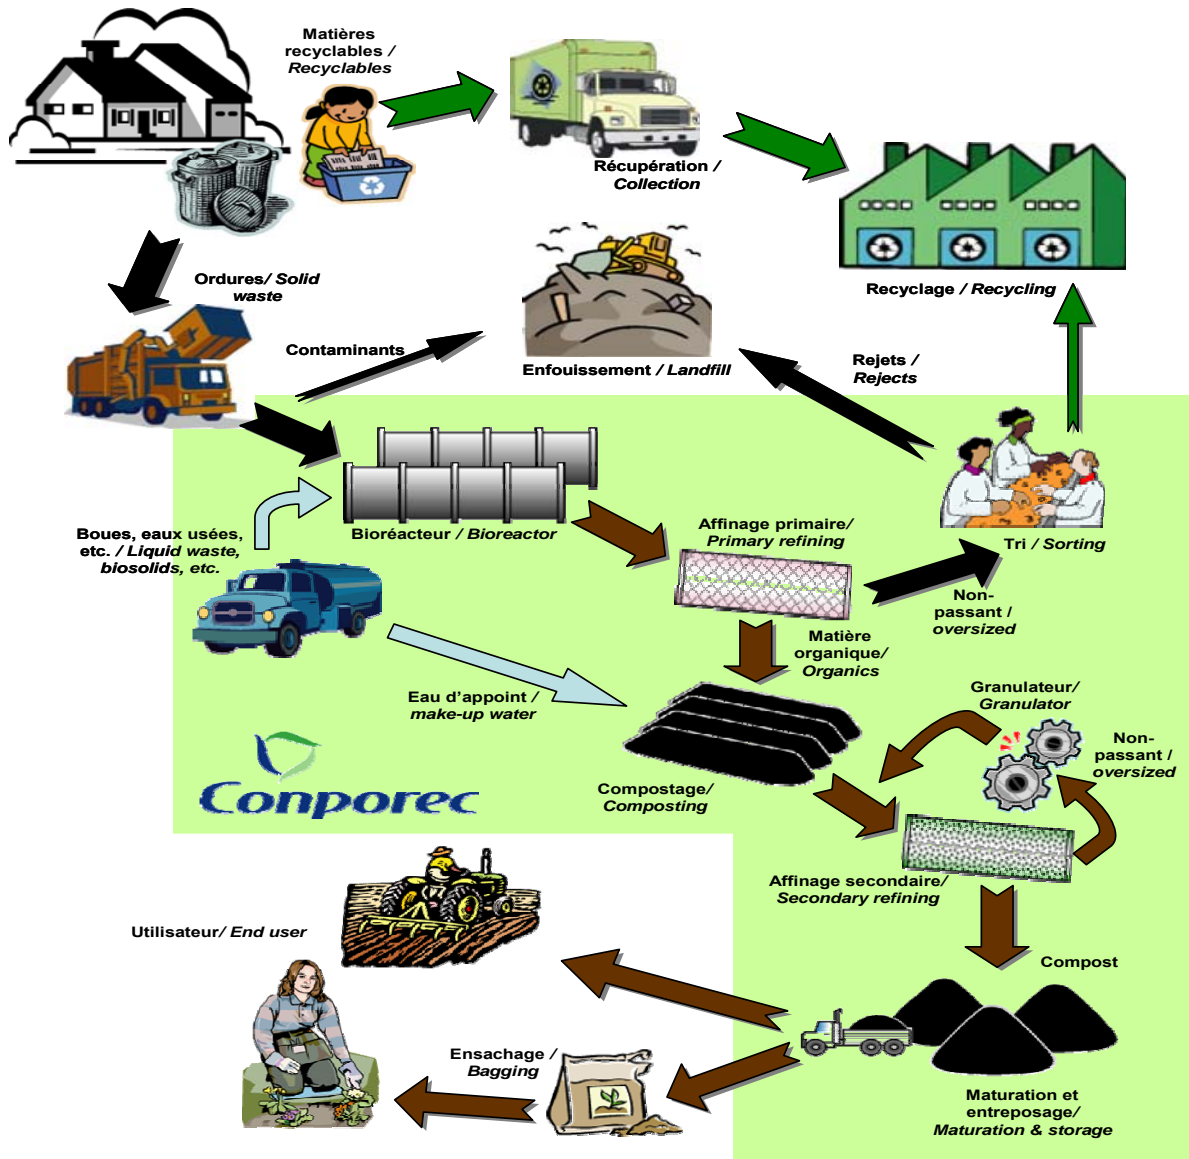 Matières
recyclables /
Recyclables
Récupération /
Collection
Recyclage / Recycling
Ordures/ Solid
waste
Contaminants
Enfouissement / Landfill
Rejets /
Rejects
Boues, eaux usées,
etc. / Liquid waste,
biosolids, etc.
Bioréacteur / Bioreactor
Affinage primaire/
Primary refining
Tri / Sorting
Non-
passant /
oversized
Matière
organique/
Organics
Eau d'appoint /
make-up water
Granulateur/
Granulator
Non-
passant /
oversized
Conporec
Compostage/
Composting
Affinage secondaire/
Secondary refining
Utilisateur/ End user
Compost
Ensachage /
Bagging
Maturation et
entreposage/
Maturation & storage